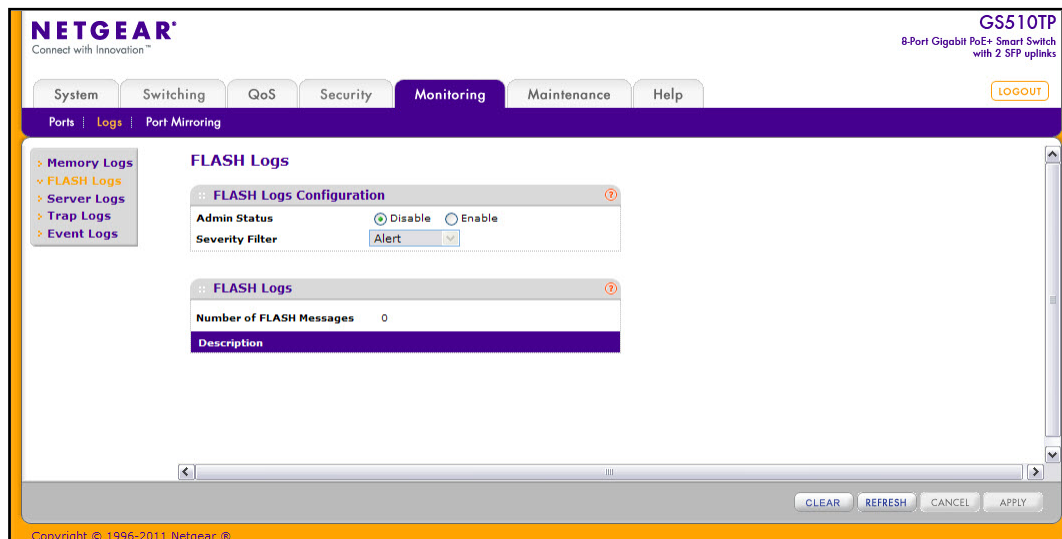 NETGEAR®
Connect with Innovation™
GS510TP
8-Port Gigabit PoE+ Smart Switch
with 2 SFP uplinks
System Switching QoS Security Monitoring Maintenance Help
LOGOUT
Ports Logs Port Mirroring
Memory Logs
FLASH Logs
Server Logs
Trap Logs
Event Logs
FLASH Logs
FLASH Logs Configuration ?
Admin Status Disable Enable
Severity Filter Alert
FLASH Logs ?
Number of FLASH Messages 0
Description
CLEAR REFRESH CANCEL APPLY
Copyright © 1996-2011 Netgear ®